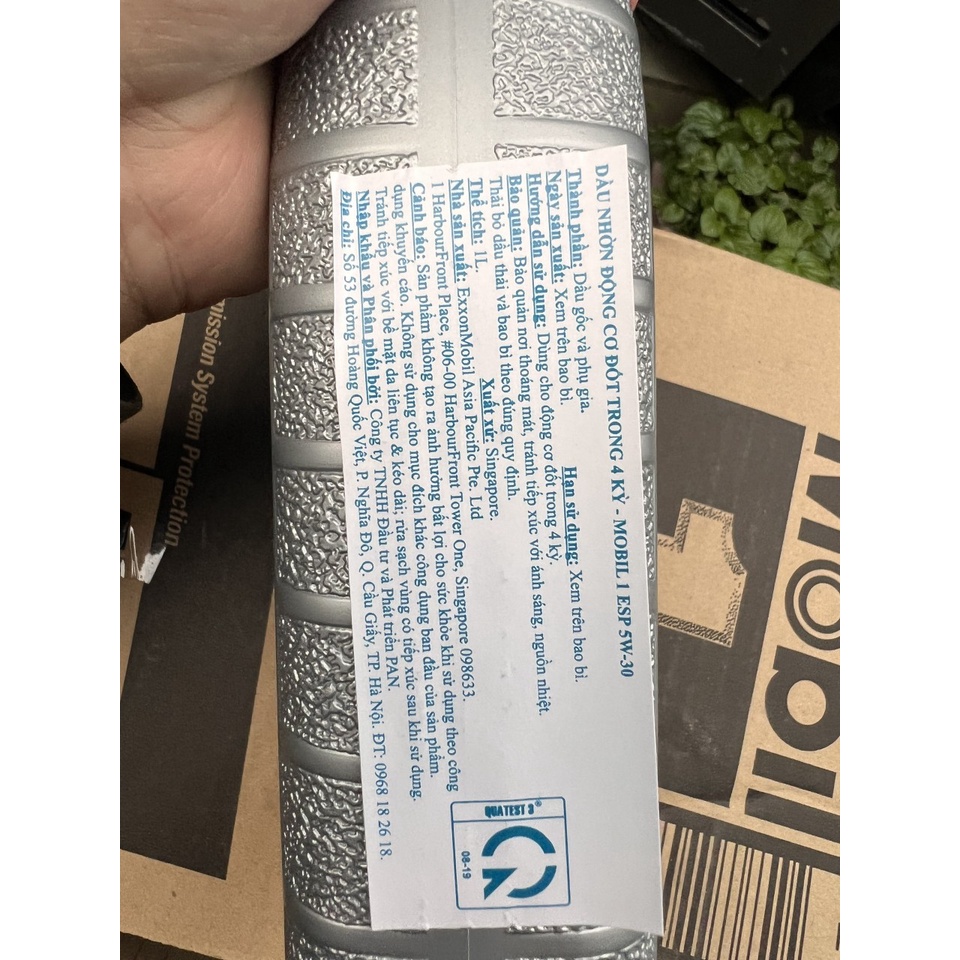 DẦU NHỜN ĐỘNG CƠ ĐỐT TRONG 4 KỲ - MOBIL 1 ESP 5W-30
Thành phần: Dầu gốc và phụ gia.
Ngày sản xuất: Xem trên bao bì Hạn sử dụng: Xem trên bao bì.
Hướng dẫn sử dụng: Dùng cho động cơ đốt trong 4 kỳ.
Bảo quản: Bảo quản nơi thoáng mát, tránh tiếp xúc với ánh sáng, nguồn nhiệt.
Thải bỏ dầu thải và bao bì theo đúng quy định.
Thể tích: 1L. Xuất xứ: Singapore.
Nhà sản xuất: ExxonMobil Asia Pacific Pte. Ltd
1 HarbourFront Place, #06-00 HarbourFront Tower One, Singapore 098633.
Cảnh báo: Sản phẩm không tạo ra ảnh hưởng bất lợi cho sức khỏe khi sử dụng theo công
dụng khuyến cáo. Không sử dụng cho mục đích khác công dụng ban đầu của sản phẩm.
Tránh tiếp xúc với bề mặt da liên tục & kéo dài; rửa sạch vùng có tiếp xúc sau khi sử dụng.
Nhập khẩu và Phân phối bởi: Công ty TNHH Đầu tư và Phát triển PAN.
Địa chỉ: Số 53 đường Hoàng Quốc Việt, P. Nghĩa Đô, Q. Cầu Giấy, TP. Hà Nội. ĐT: 0968 18 26 18.
QUATEST 3®
08-19
Mobil
1
mission System Protection